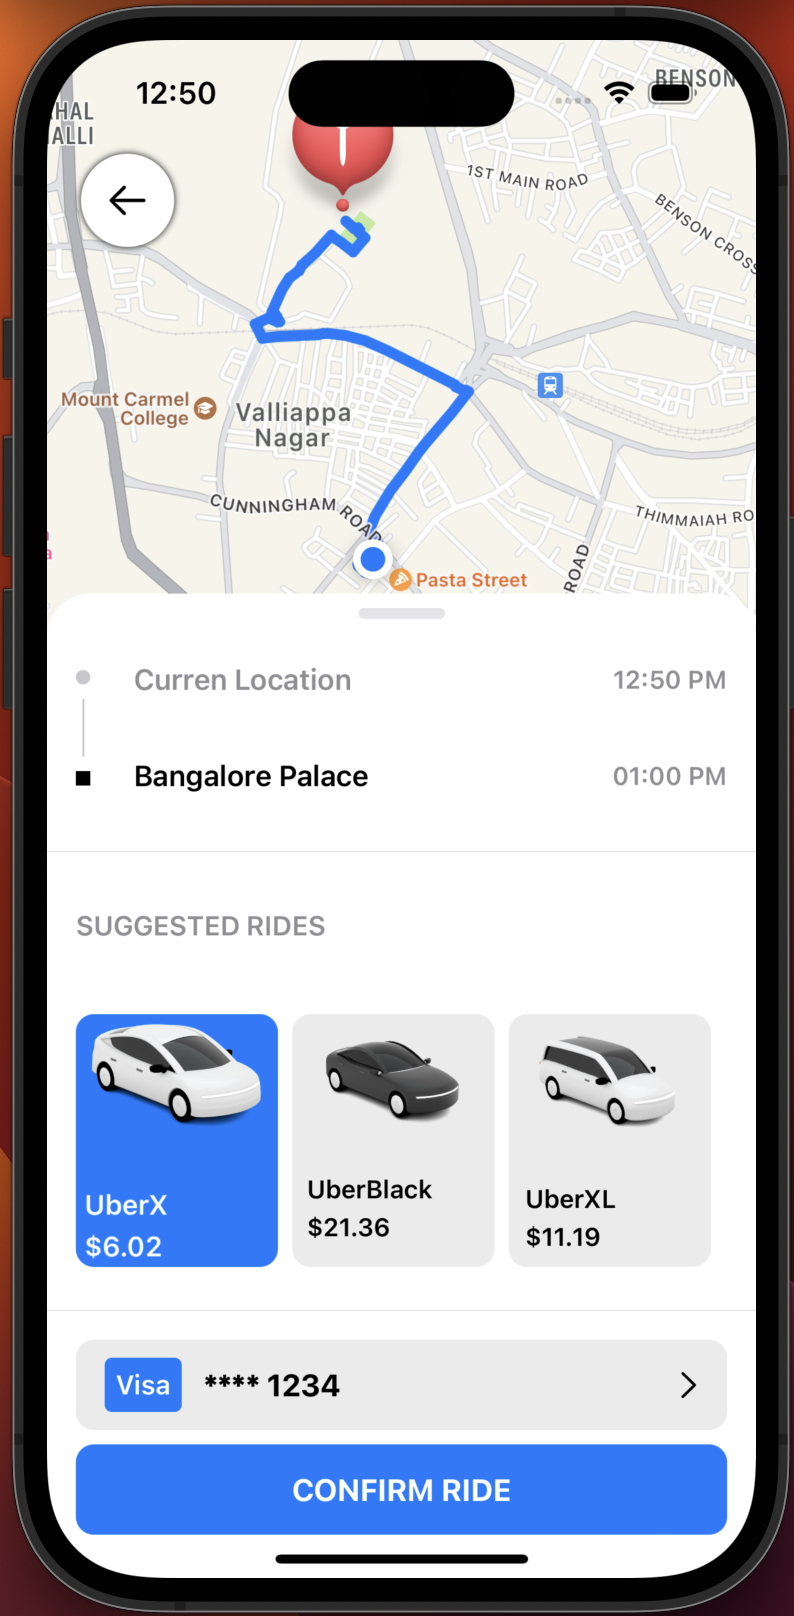 12:50
BENSON
HAL
ALLI
1ST MAIN ROAD
BENSON CROSS
Mount Carmel
College
Valliappa
Nagar
CUNNINGHAM ROAD
THIMMAIAH RO
ROAD
Pasta Street
Curren Location
12:50 PM
Bangalore Palace
01:00 PM
SUGGESTED RIDES
UberX
$6.02
UberBlack
$21.36
UberXL
$11.19
Visa
**** 1234
CONFIRM RIDE